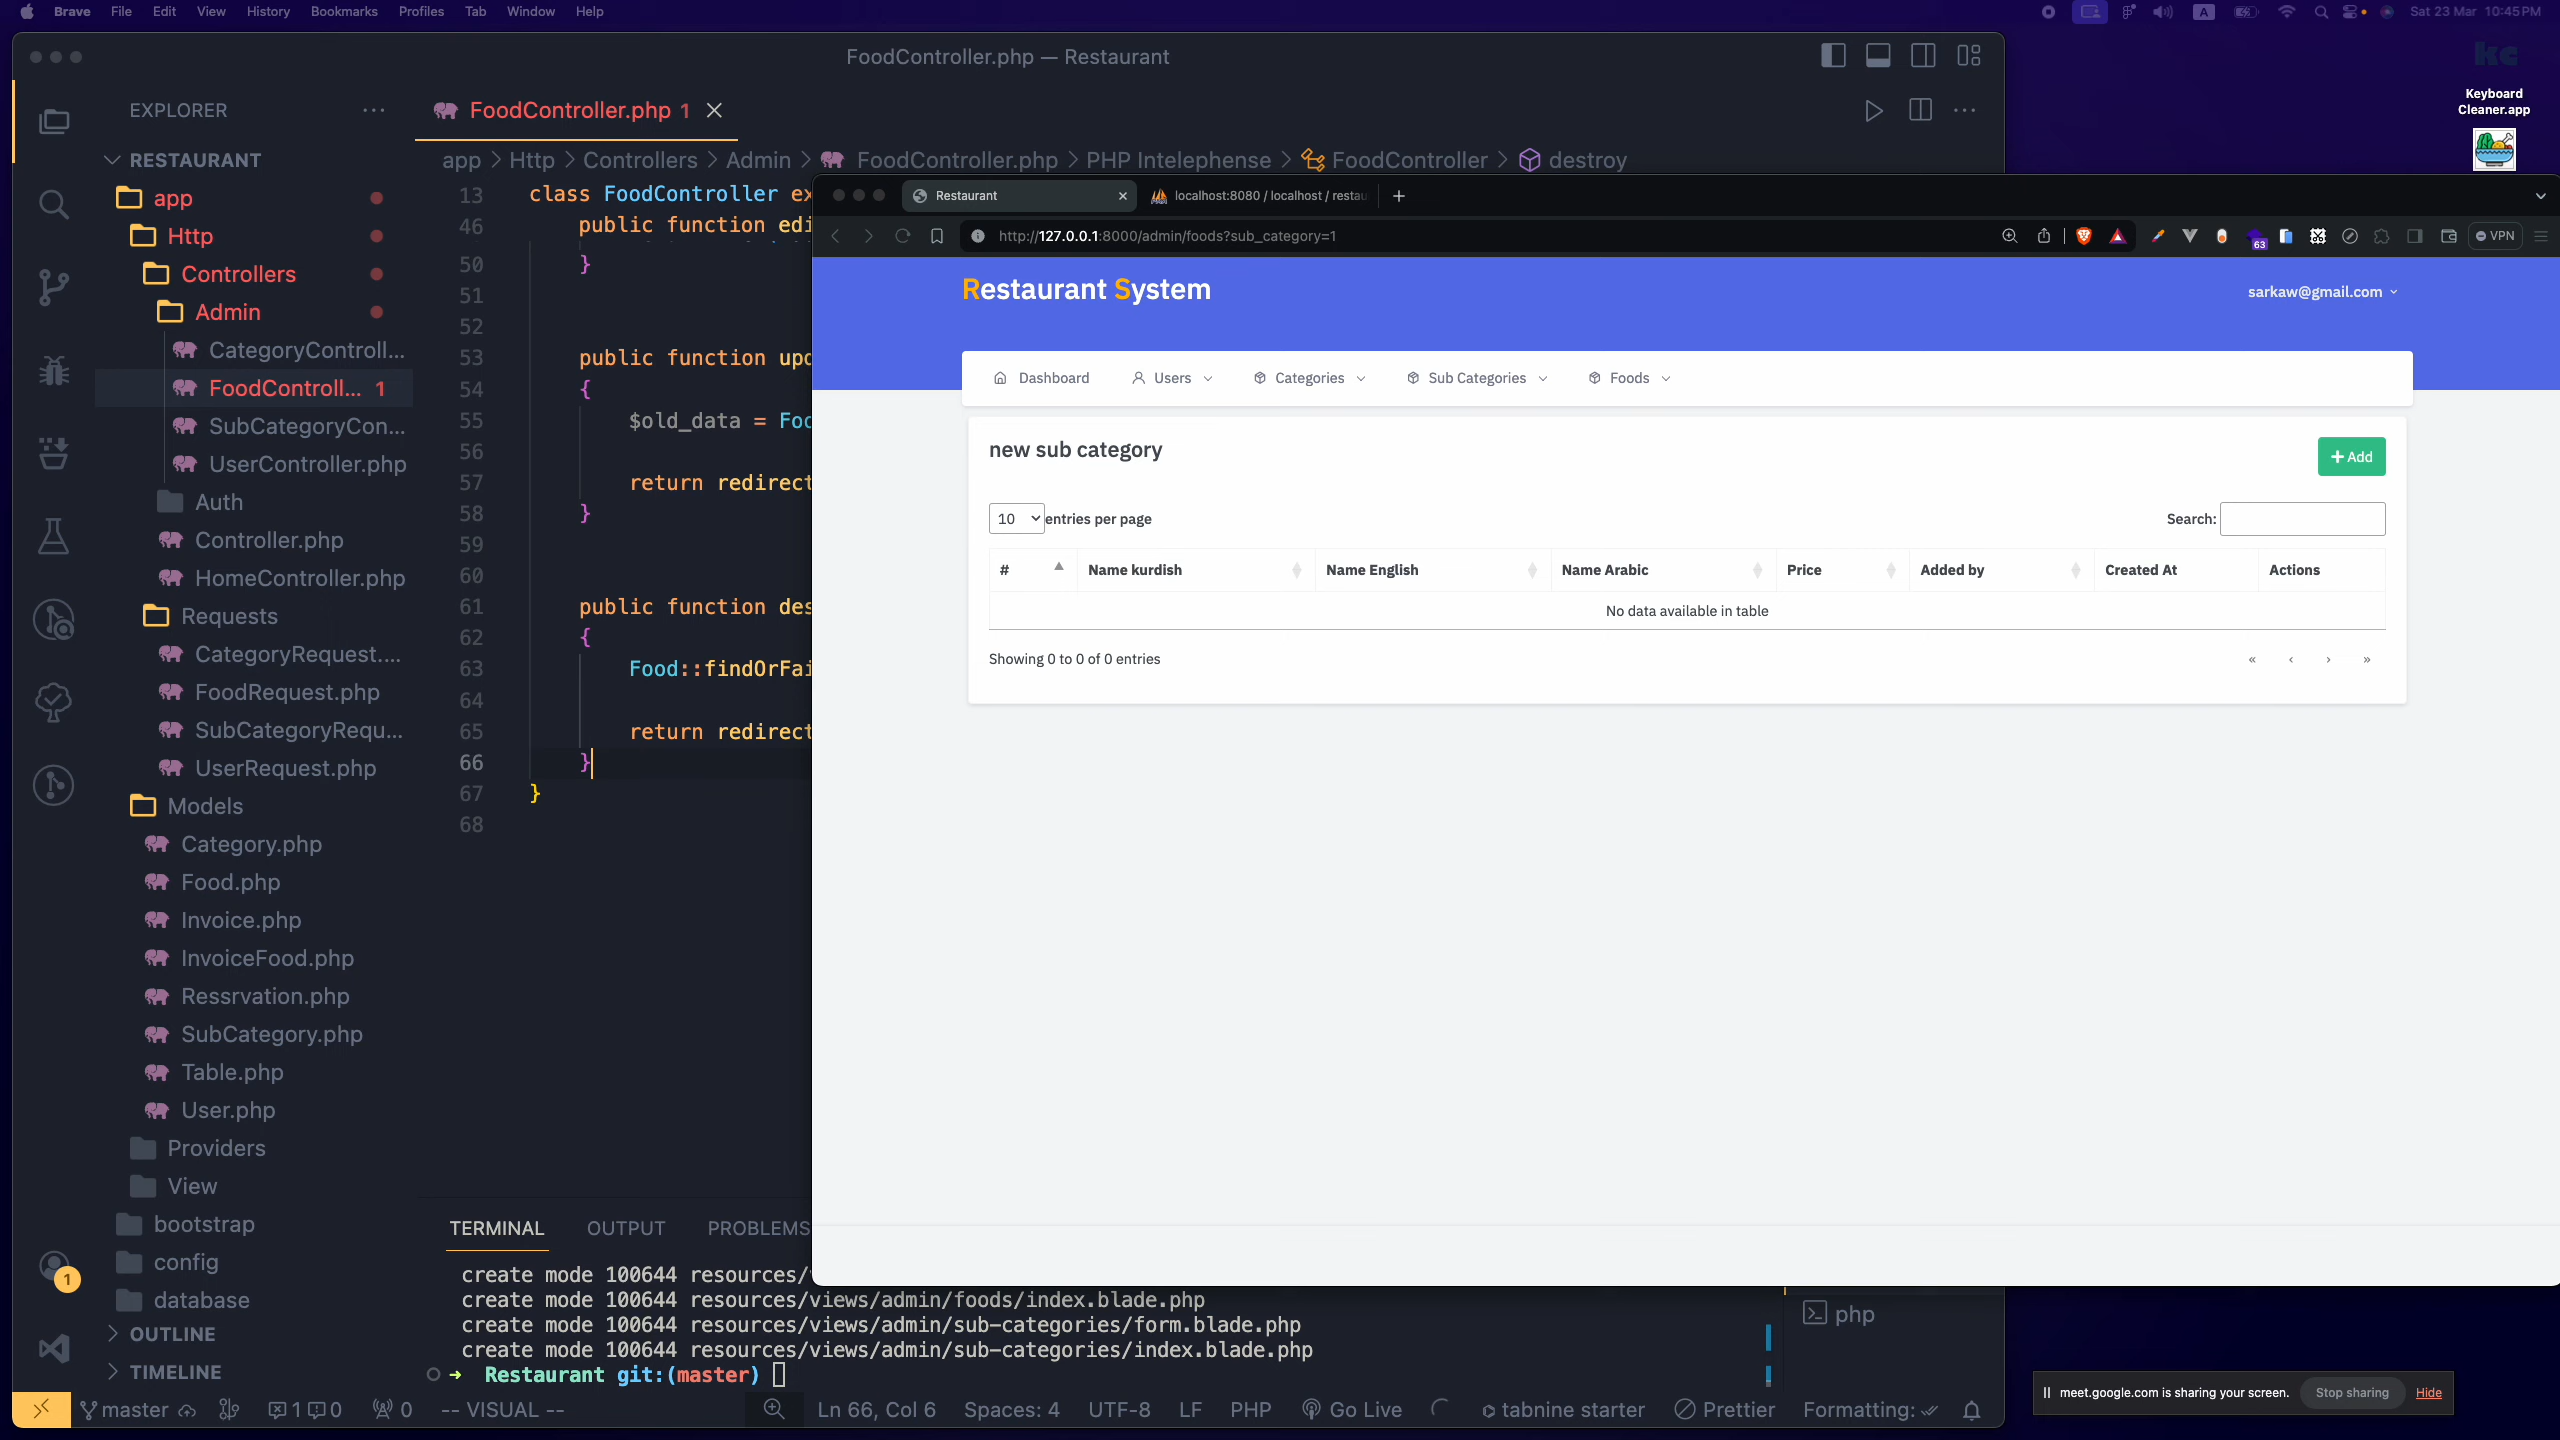 Brave File Edit View History Bookmarks Profiles Tab Window Help
A Sat 23 Mar 10:45 PM
FoodController.php — Restaurant
kc
Keyboard
Cleaner.app
EXPLORER
FoodController.php 1
RESTAURANT
app > Http > Controllers > Admin > FoodController.php > PHP Intelephense > FoodController > destroy
app
Http
Controllers
Admin
CategoryControll...
FoodControll... 1
SubCategoryCon...
UserController.php
Auth
Controller.php
HomeController.php
Requests
CategoryRequest....
FoodRequest.php
SubCategoryRequ...
UserRequest.php
Models
Category.php
Food.php
Invoice.php
InvoiceFood.php
Ressrvation.php
SubCategory.php
Table.php
User.php
Providers
View
bootstrap
config
database
OUTLINE
TIMELINE
1
13 class FoodController ex
46 public function edi
50 }
51
52
53 public function upd
54 {
55 $old_data = Foo
56
57 return redirect
58 }
59
60
61 public function des
62 {
63 Food::findOrFai
64
65 return redirect
66 }
67 }
68
Restaurant
localhost:8080 / localhost / restau
http://127.0.0.1:8000/admin/foods?sub_category=1
63
VPN
Restaurant System
sarkaw@gmail.com
Dashboard Users Categories Sub Categories Foods
new sub category
+ Add
10 entries per page
Search:
# Name kurdish Name English Name Arabic Price Added by Created At Actions
No data available in table
Showing 0 to 0 of 0 entries
« ‹ › »
TERMINAL OUTPUT PROBLEMS
create mode 100644 resources/
create mode 100644 resources/views/admin/foods/index.blade.php
create mode 100644 resources/views/admin/sub-categories/form.blade.php
create mode 100644 resources/views/admin/sub-categories/index.blade.php
→ Restaurant git:(master)
php
master 1 0 0 -- VISUAL -- Ln 66, Col 6 Spaces: 4 UTF-8 LF PHP Go Live tabnine starter Prettier Formatting:
meet.google.com is sharing your screen. Stop sharing Hide